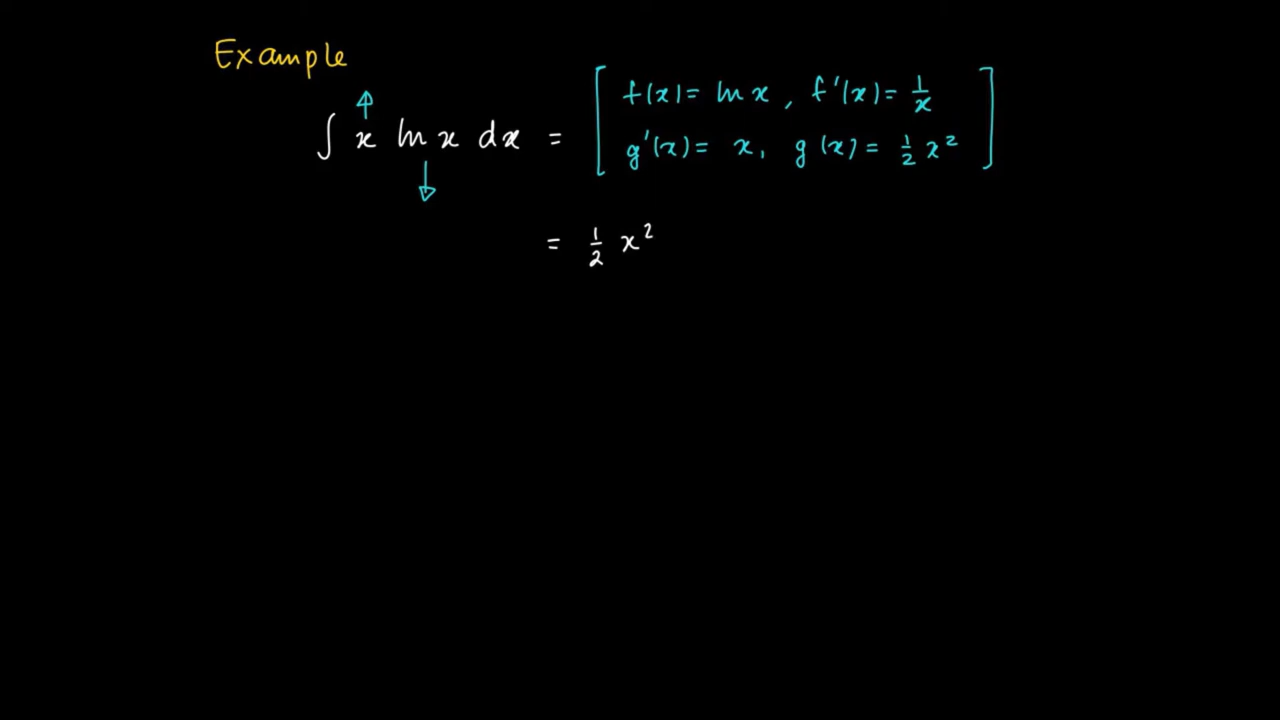 Example
∫ x ln x dx = [ f(x) = ln x, f'(x) = 1/x
g'(x) = x, g(x) = 1/2 x² ]
= 1/2 x²